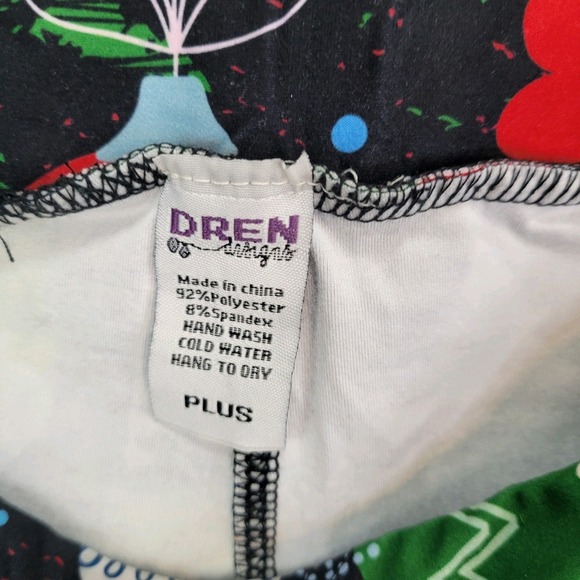 DREN
designs
Made in china
92%Polyester
8%Spandex
HAND WASH
COLD WATER
HANG TO DRY
PLUS